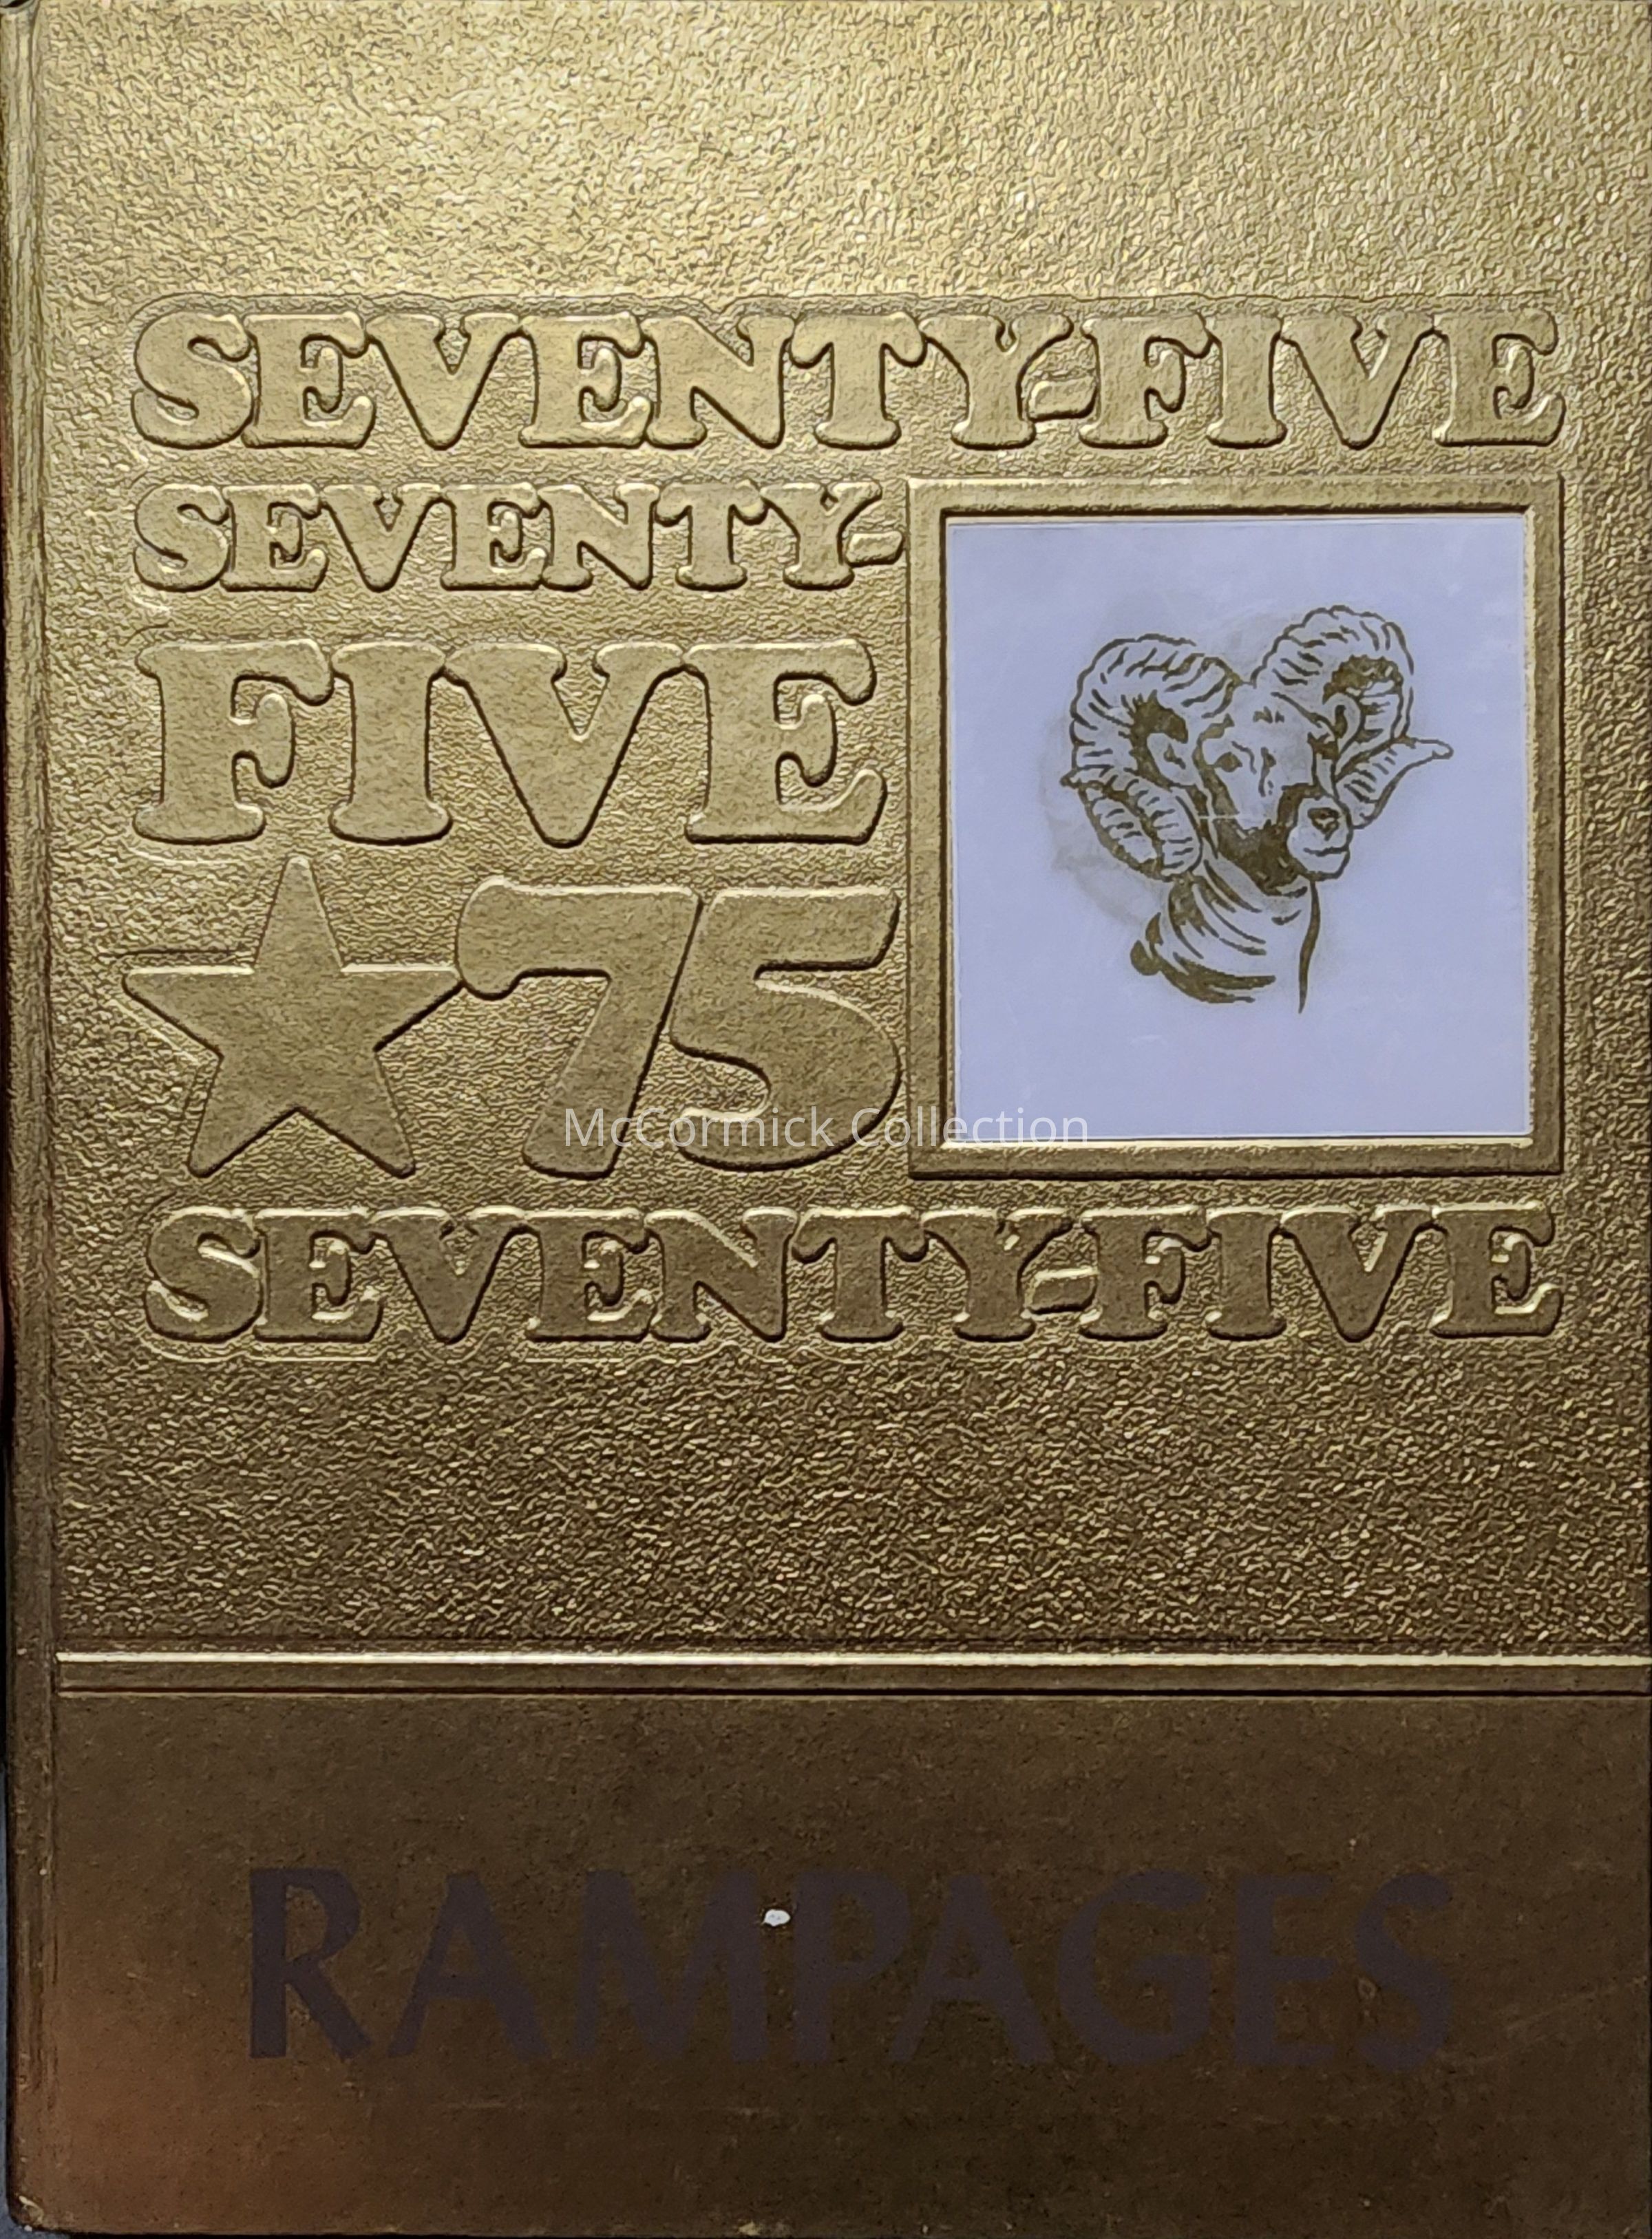 SEVENTY-FIVE
SEVENTY-
FIVE
75
McCormick Collection
SEVENTY-FIVE
RAMPAGES